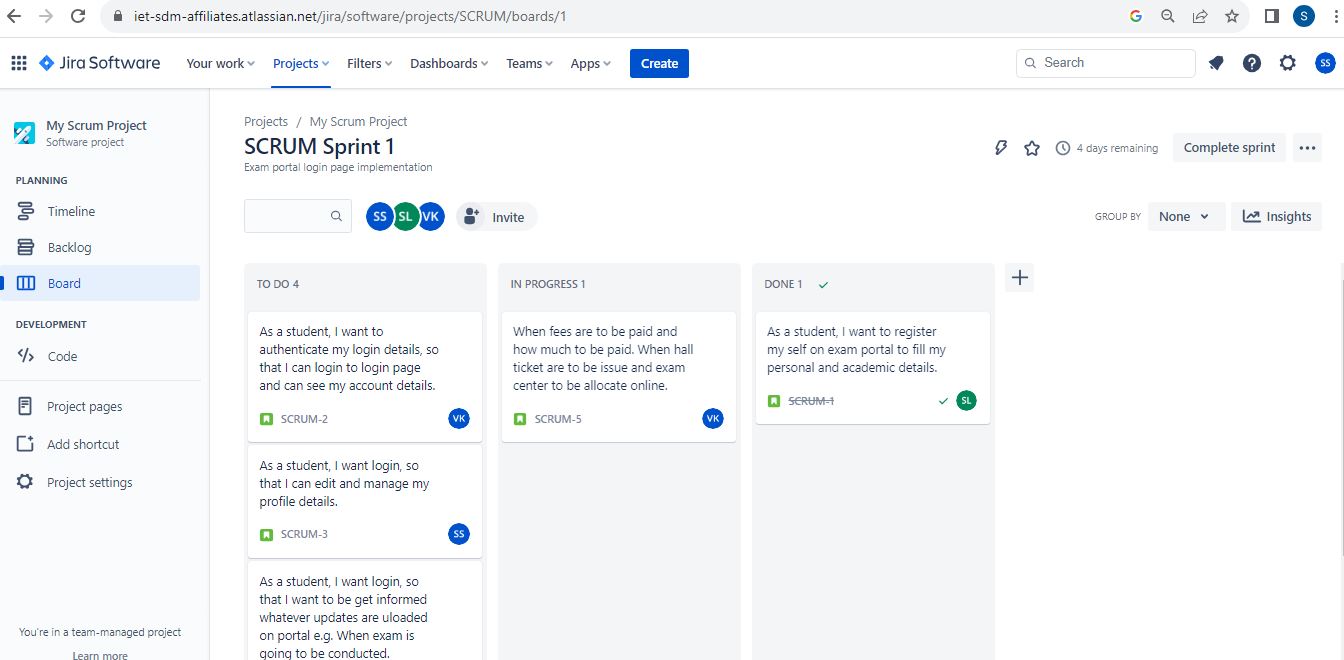 iet-sdm-affiliates.atlassian.net/jira/software/projects/SCRUM/boards/1
S
Jira Software
Your work
Projects
Filters
Dashboards
Teams
Apps
Create
Search
SS
My Scrum Project
Software project
PLANNING
Timeline
Backlog
Board
DEVELOPMENT
Code
Project pages
Add shortcut
Project settings
You're in a team-managed project
Learn more
Projects / My Scrum Project
SCRUM Sprint 1
Exam portal login page implementation
4 days remaining
Complete sprint
SS SL VK
Invite
GROUP BY
None
Insights
TO DO 4
As a student, I want to
authenticate my login details, so
that I can login to login page
and can see my account details.
SCRUM-2
VK
As a student, I want login, so
that I can edit and manage my
profile details.
SCRUM-3
SS
As a student, I want login, so
that I want to be get informed
whatever updates are uloaded
on portal e.g. When exam is
going to be conducted.
IN PROGRESS 1
When fees are to be paid and
how much to be paid. When hall
ticket are to be issue and exam
center to be allocate online.
SCRUM-5
VK
DONE 1
As a student, I want to register
my self on exam portal to fill my
personal and academic details.
SCRUM-1
SL